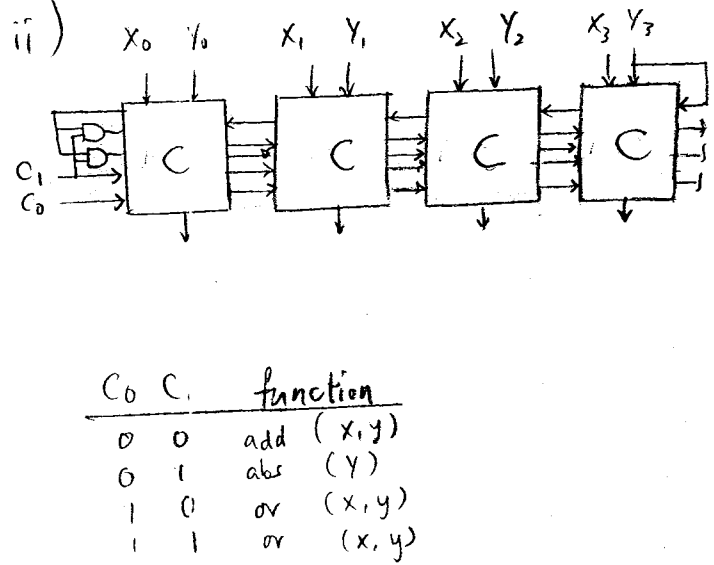 ii)
X0 Y0 X1 Y1 X2 Y2 X3 Y3
C C C C
C1
C0
C0 C1 function
0 0 add (x,y)
0 1 abs (Y)
1 0 or (x,y)
1 1 or (x,y)